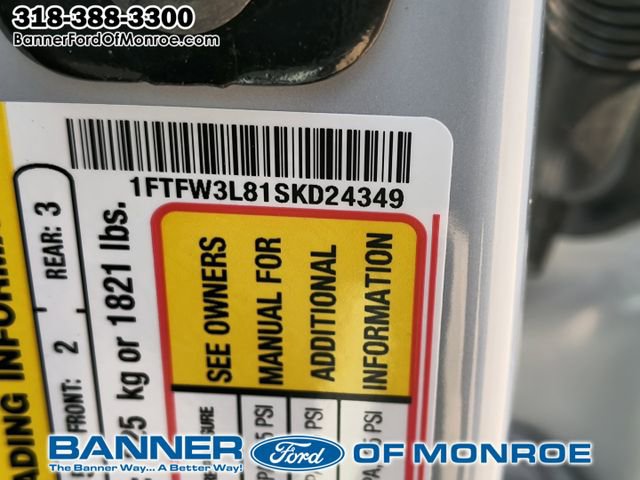 318-388-3300
BannerFordOfMonroe.com
1FTFW3L81SKD24349
REAR: 3
FRONT: 2
kg or 1821 lbs.
SEE OWNERS
MANUAL FOR
ADDITIONAL
INFORMATION
PSI
PSI
PSI
BANNER Ford OF MONROE
The Banner Way... A Better Way!